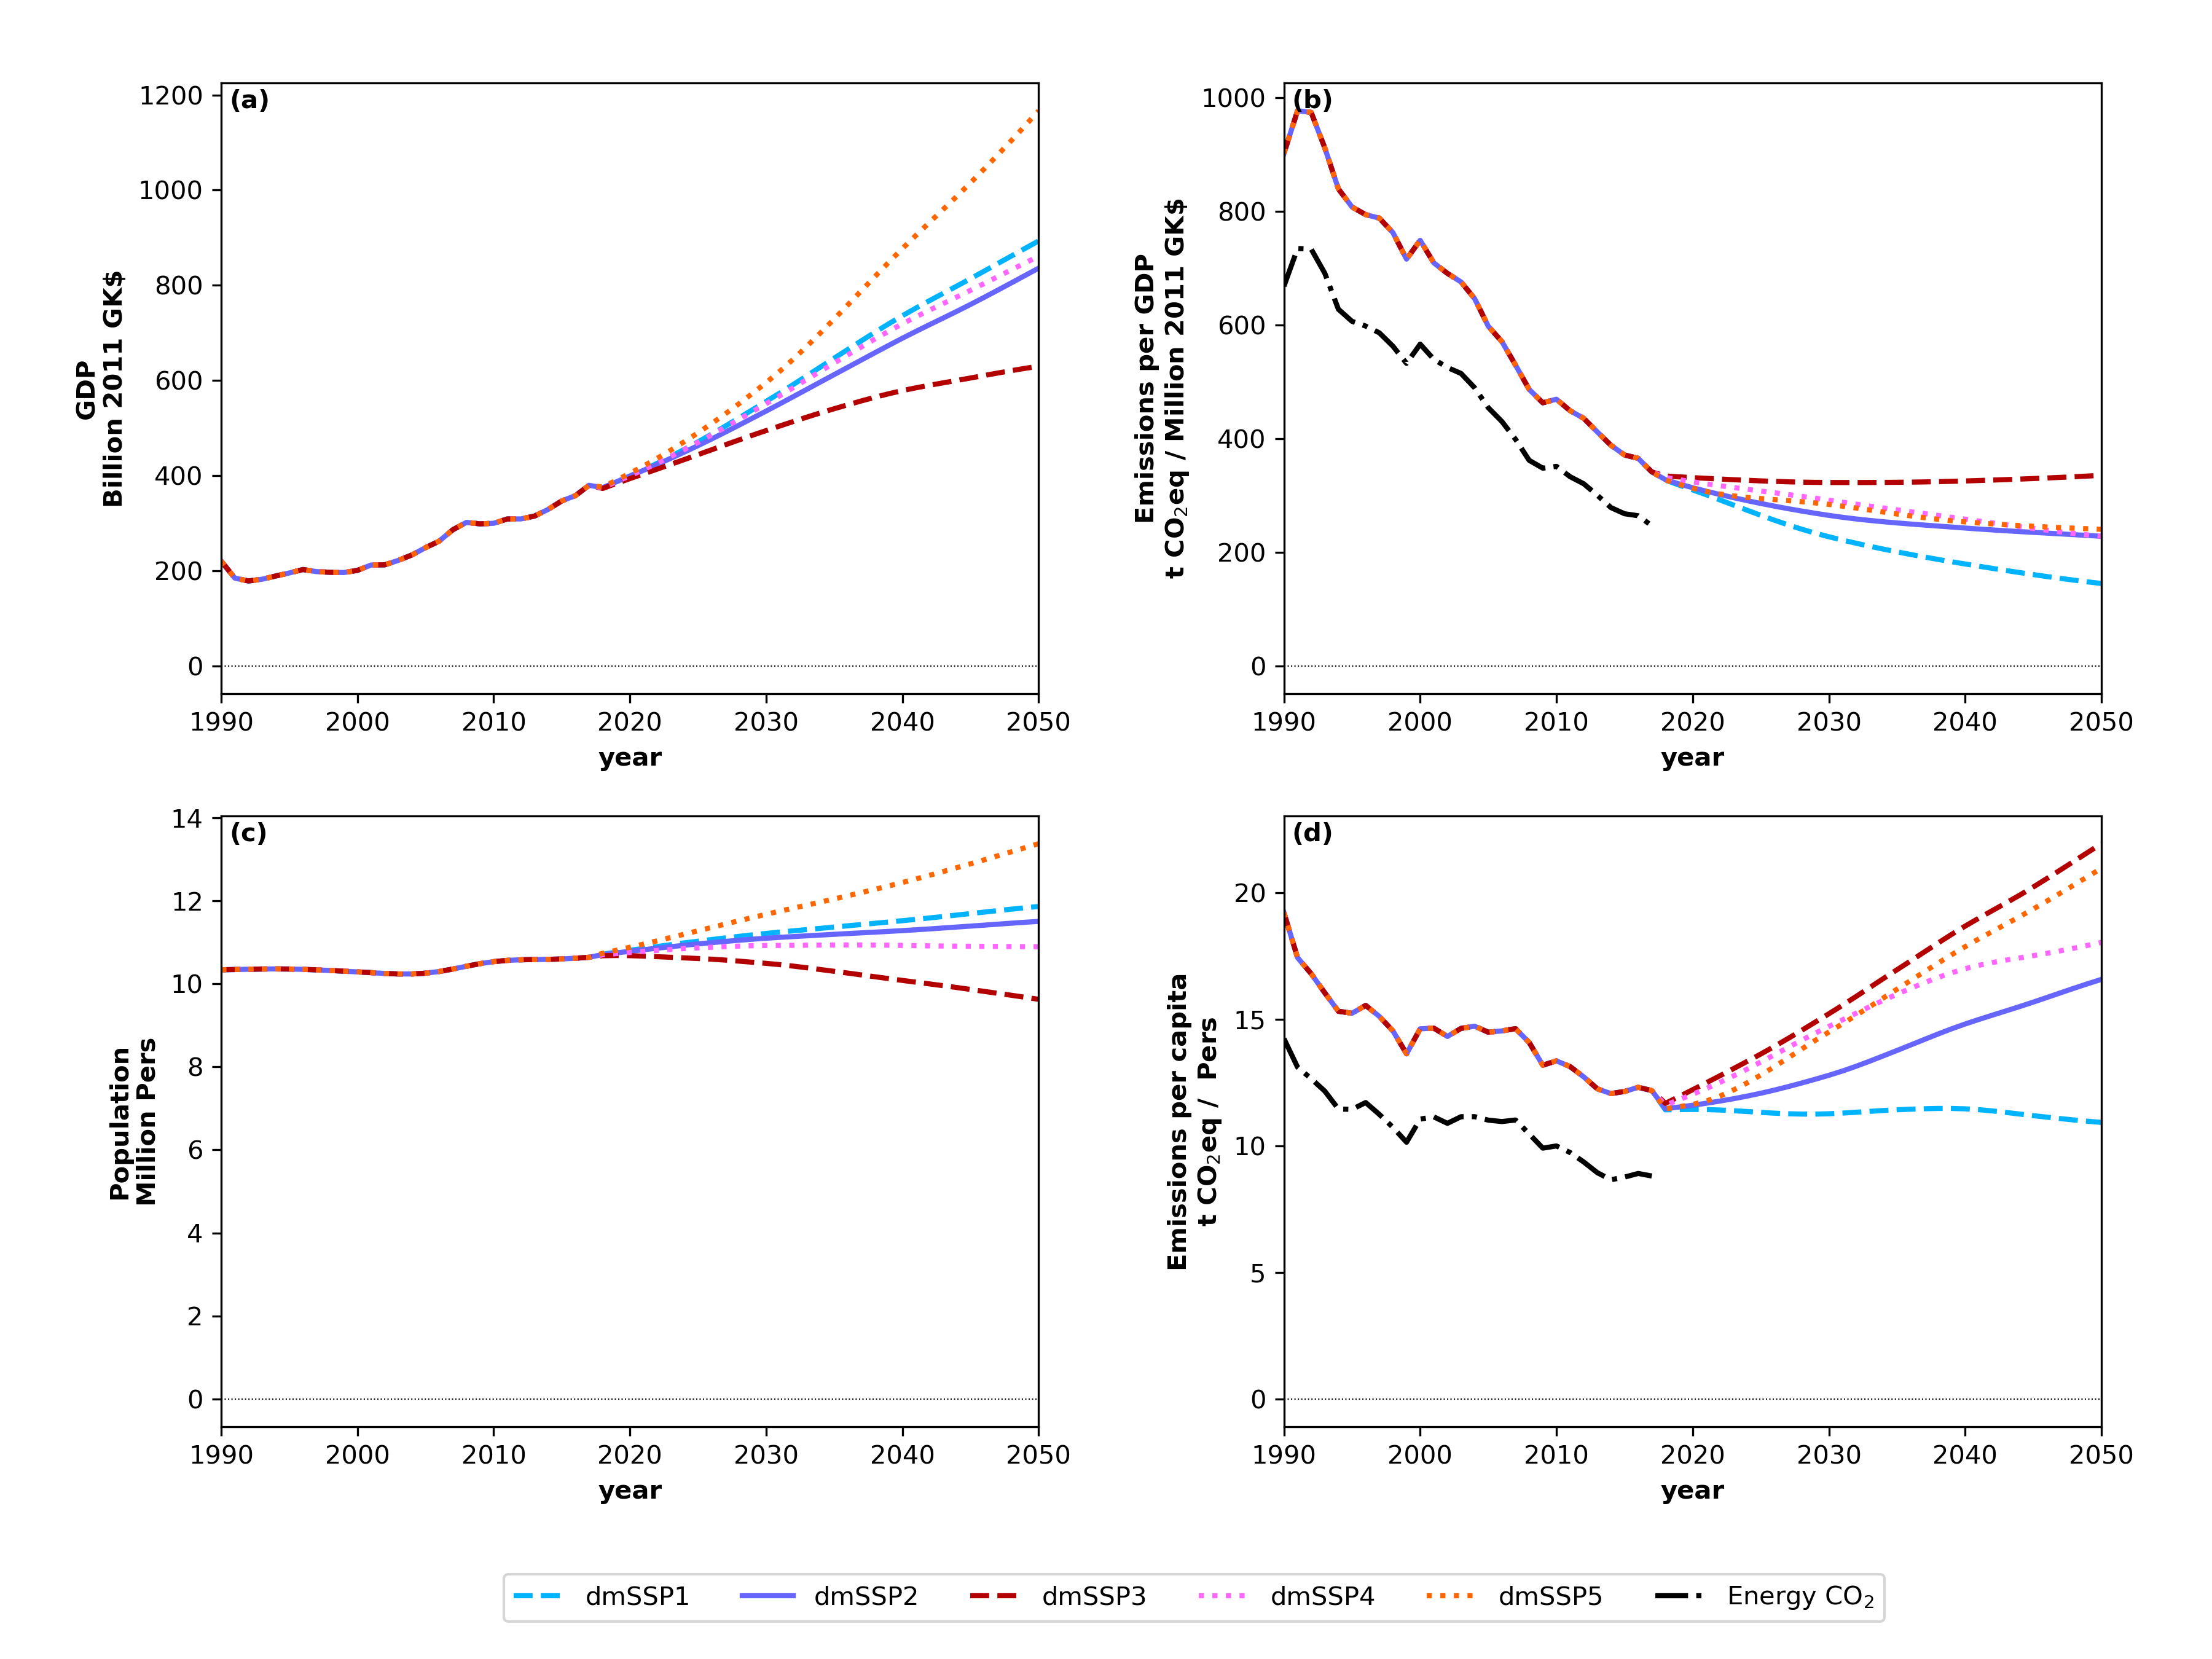 (a)
1200
1000
800
600
400
200
0
GDP
Billion 2011 GK$
1990 2000 2010 2020 2030 2040 2050
year
(b)
1000
800
600
400
200
0
Emissions per GDP
t CO₂eq / Million 2011 GK$
1990 2000 2010 2020 2030 2040 2050
year
(c)
14
12
10
8
6
4
2
0
Population
Million Pers
1990 2000 2010 2020 2030 2040 2050
year
(d)
20
15
10
5
0
Emissions per capita
t CO₂eq / Pers
1990 2000 2010 2020 2030 2040 2050
year
dmSSP1 dmSSP2 dmSSP3 dmSSP4 dmSSP5 Energy CO₂